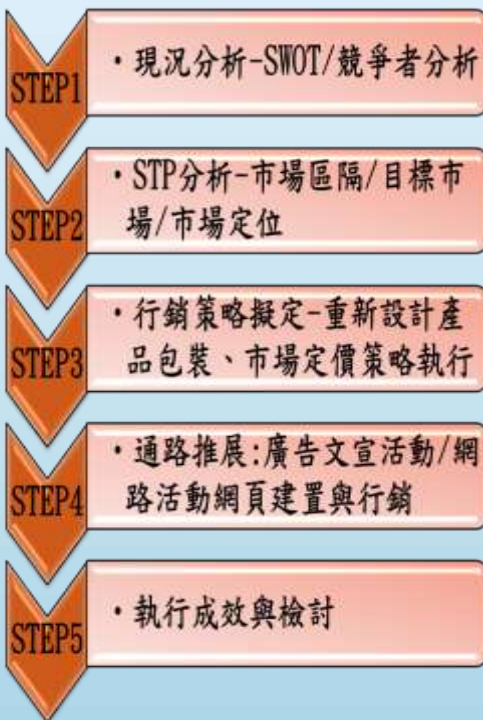 STEP1
・現況分析-SWOT/競爭者分析
STEP2
・STP分析-市場區隔/目標市
場/市場定位
STEP3
・行銷策略擬定-重新設計產
品包裝、市場定價策略執行
STEP4
・通路推展:廣告文宣活動/網
路活動網頁建置與行銷
STEP5
・執行成效與檢討